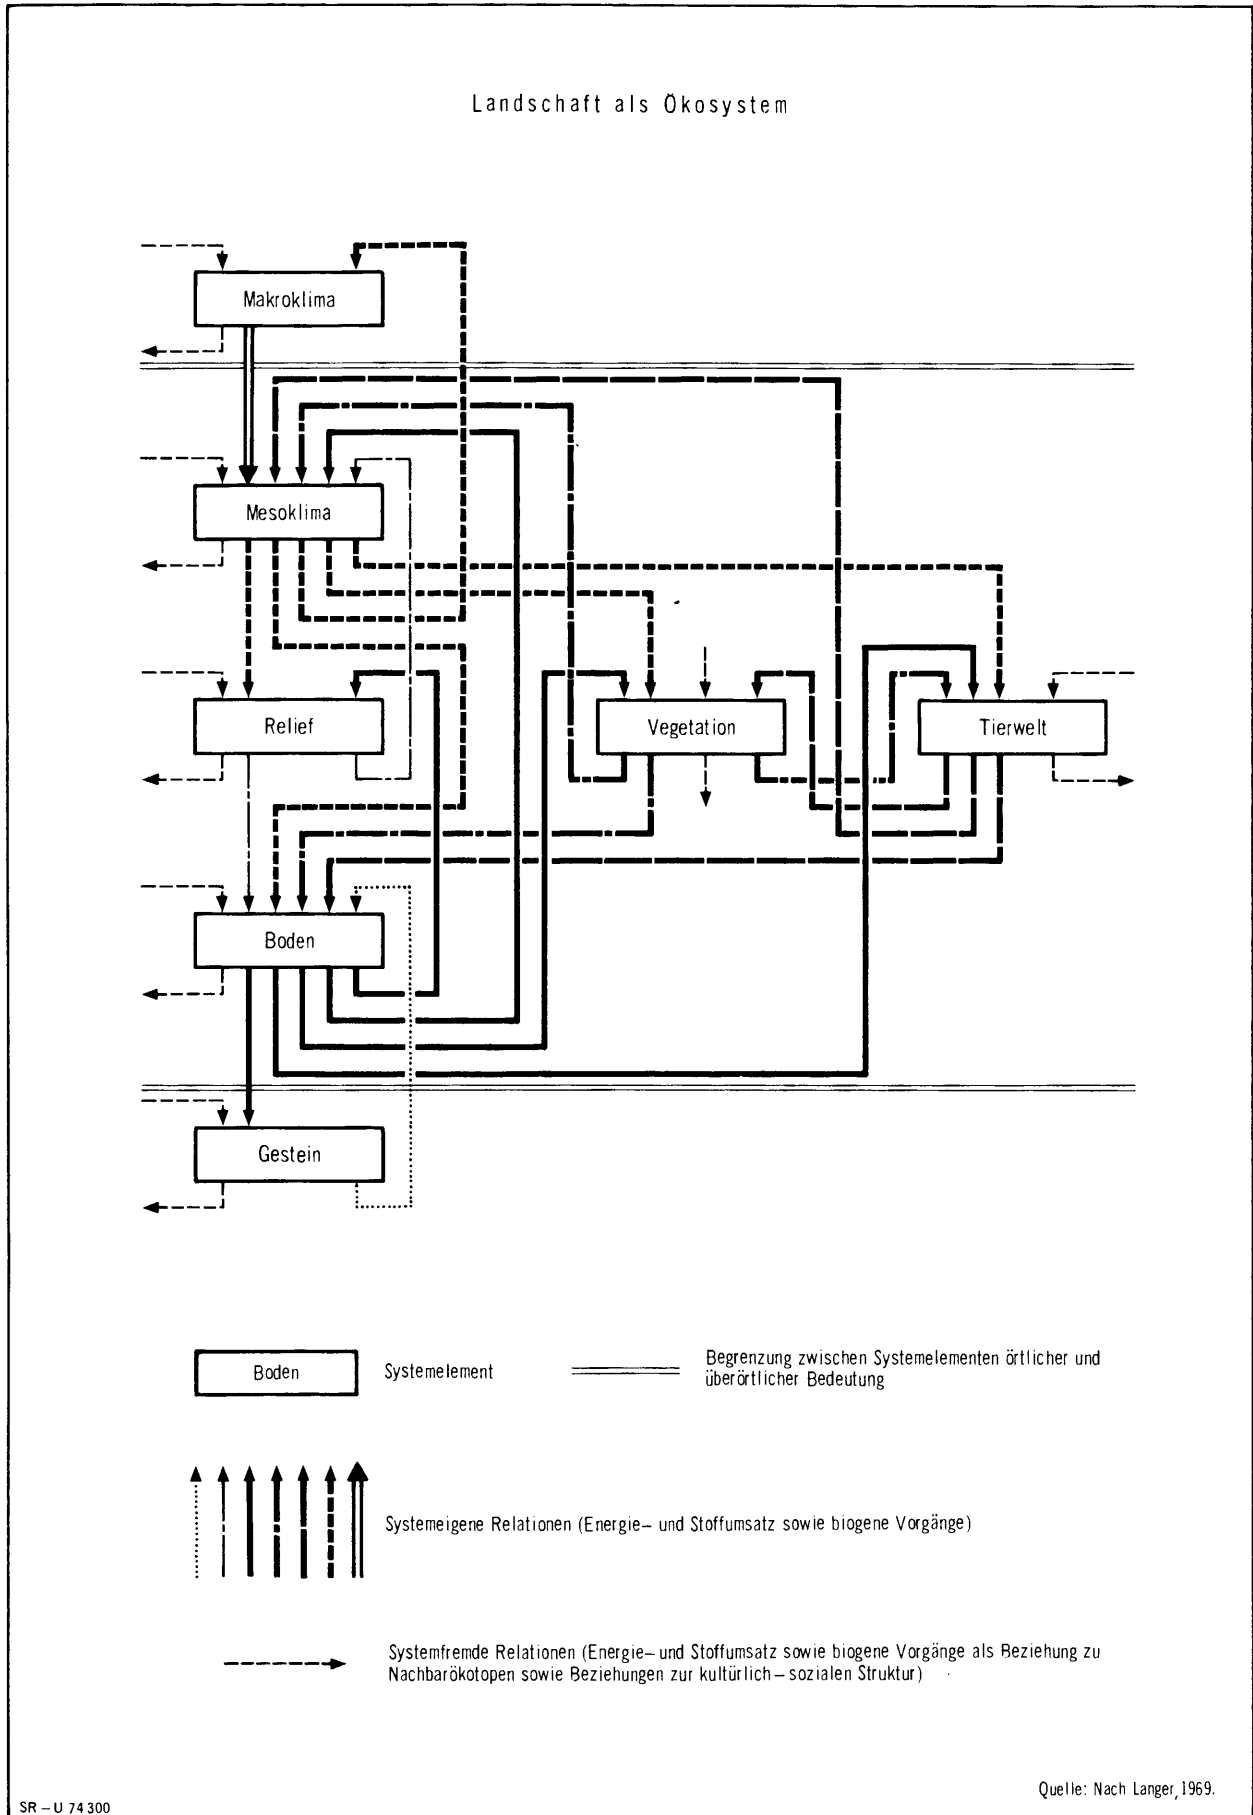 Landschaft als Ökosystem
Makroklima
Mesoklima
Relief
Vegetation
Tierwelt
Boden
Gestein
Boden
Systemelement
Begrenzung zwischen Systemelementen örtlicher und
überörtlicher Bedeutung
Systemeigene Relationen (Energie- und Stoffumsatz sowie biogene Vorgänge)
Systemfremde Relationen (Energie- und Stoffumsatz sowie biogene Vorgänge als Beziehung zu
Nachbarökotopen sowie Beziehungen zur kultürlich-sozialen Struktur)
Quelle: Nach Langer, 1969.
SR-U 74 300